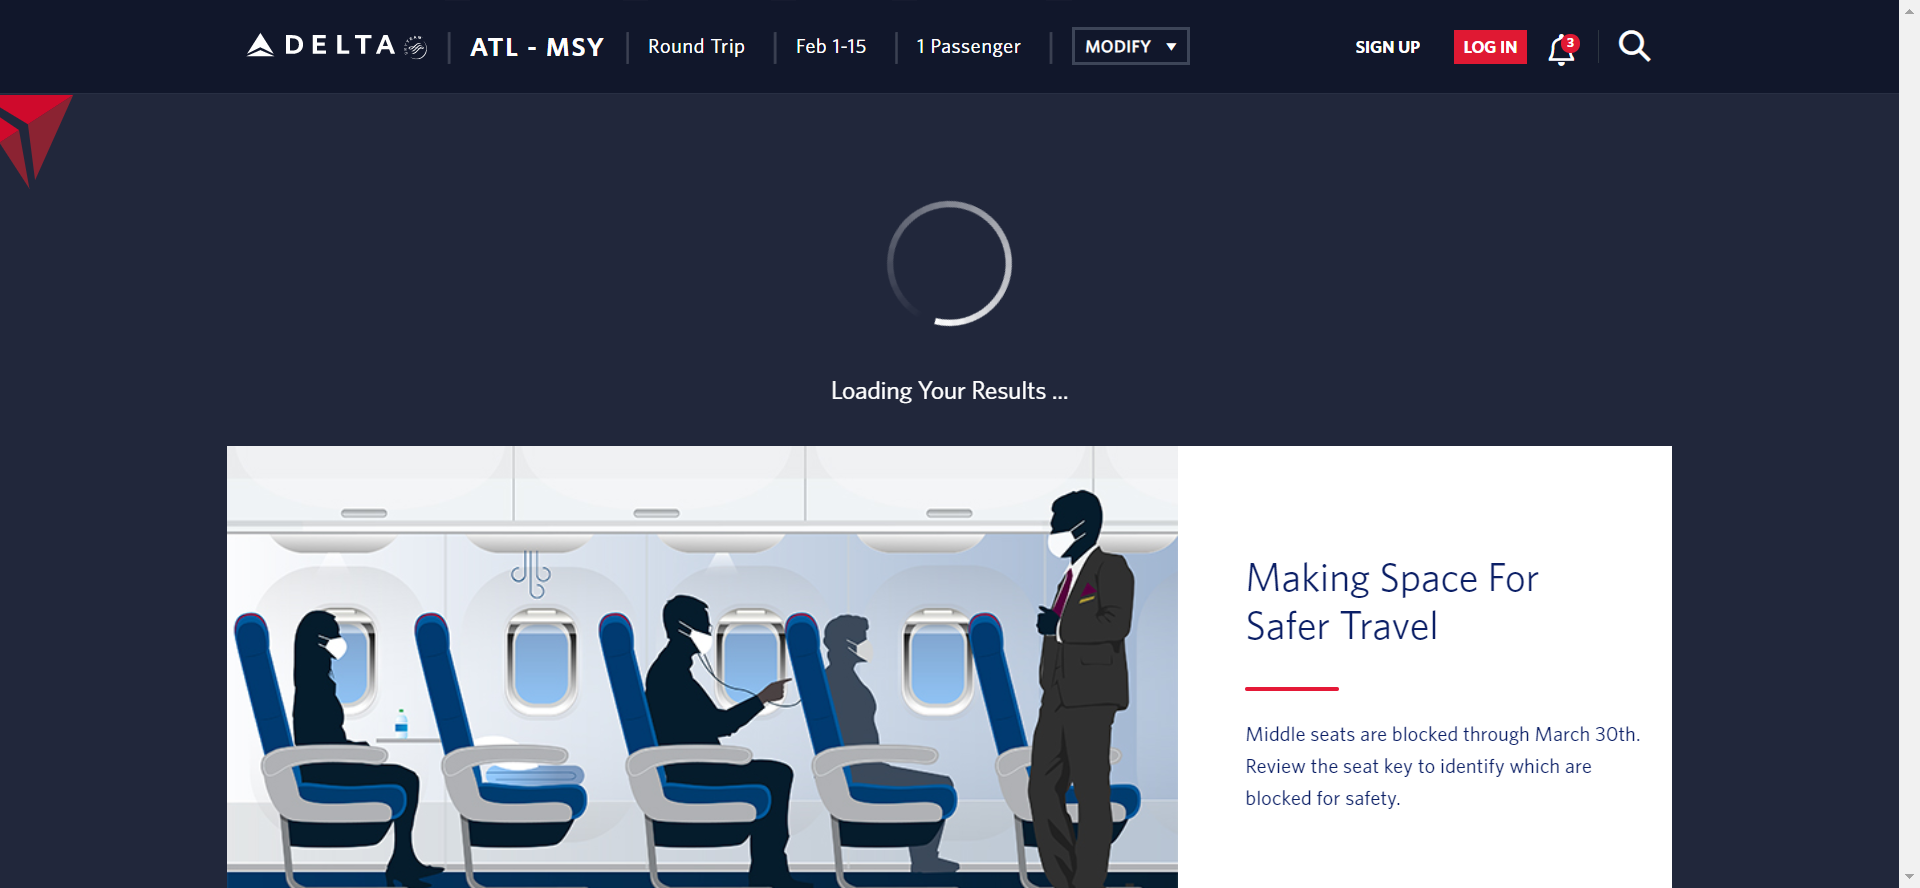 DELTA
ATL - MSY
Round Trip
Feb 1-15
1 Passenger
MODIFY
SIGN UP
LOG IN
3
Loading Your Results ...
Making Space For
Safer Travel
Middle seats are blocked through March 30th.
Review the seat key to identify which are
blocked for safety.